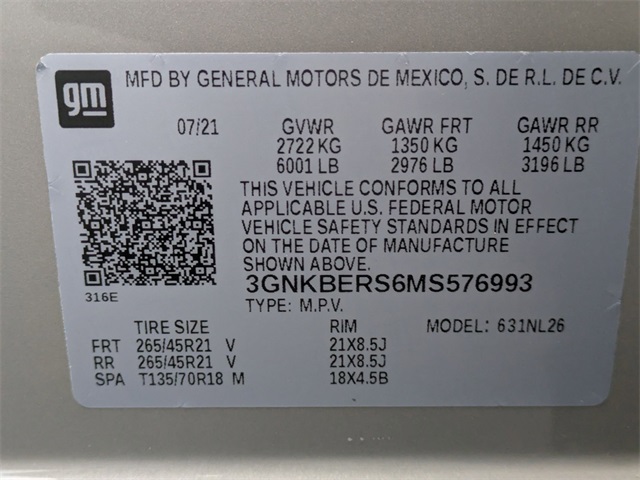 gm MFD BY GENERAL MOTORS DE MEXICO, S. DE R.L. DE C.V.
07/21 GVWR GAWR FRT GAWR RR
2722 KG 1350 KG 1450 KG
6001 LB 2976 LB 3196 LB
THIS VEHICLE CONFORMS TO ALL
APPLICABLE U.S. FEDERAL MOTOR
VEHICLE SAFETY STANDARDS IN EFFECT
ON THE DATE OF MANUFACTURE
SHOWN ABOVE.
316E
3GNKBERS6MS576993
TYPE: M.P.V.
TIRE SIZE RIM MODEL: 631NL26
FRT 265/45R21 V 21X8.5J
RR 265/45R21 V 21X8.5J
SPA T135/70R18 M 18X4.5B